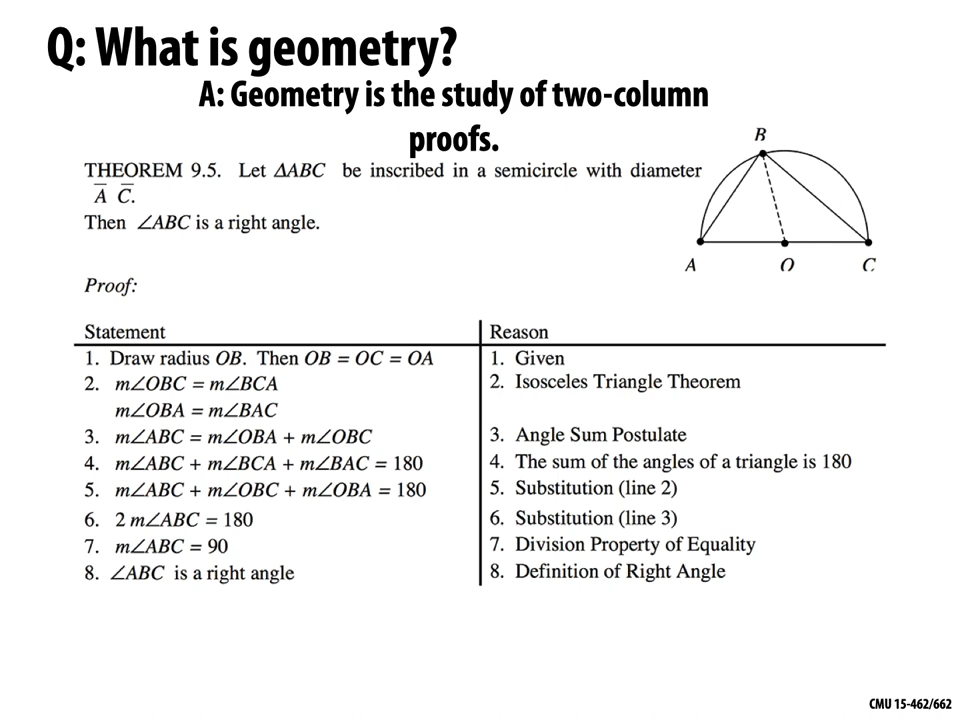 Q: What is geometry?
A: Geometry is the study of two-column
proofs.
THEOREM 9.5. Let ΔABC be inscribed in a semicircle with diameter
A̅ C̅.
Then ∠ABC is a right angle.
B
A O C
Proof:
Statement Reason
1. Draw radius OB. Then OB = OC = OA 1. Given
2. m∠OBC = m∠BCA 2. Isosceles Triangle Theorem
m∠OBA = m∠BAC
3. m∠ABC = m∠OBA + m∠OBC 3. Angle Sum Postulate
4. m∠ABC + m∠BCA + m∠BAC = 180 4. The sum of the angles of a triangle is 180
5. m∠ABC + m∠OBC + m∠OBA = 180 5. Substitution (line 2)
6. 2 m∠ABC = 180 6. Substitution (line 3)
7. m∠ABC = 90 7. Division Property of Equality
8. ∠ABC is a right angle 8. Definition of Right Angle
CMU 15-462/662